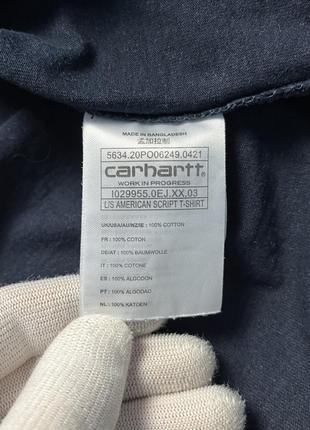 MADE IN BANGLADESH
孟加拉制
5634.20PO06249.0421
carhartt
WORK IN PROGRESS
I029955.0EJ.XX.03
L/S AMERICAN SCRIPT T-SHIRT
UK/USA/AU/NZ/IE : 100% COTTON
FR : 100% COTON
DE/AT : 100% BAUMWOLLE
IT : 100% COTONE
ES : 100% ALGODON
PT : 100% ALGODAO
NL : 100% KATOEN